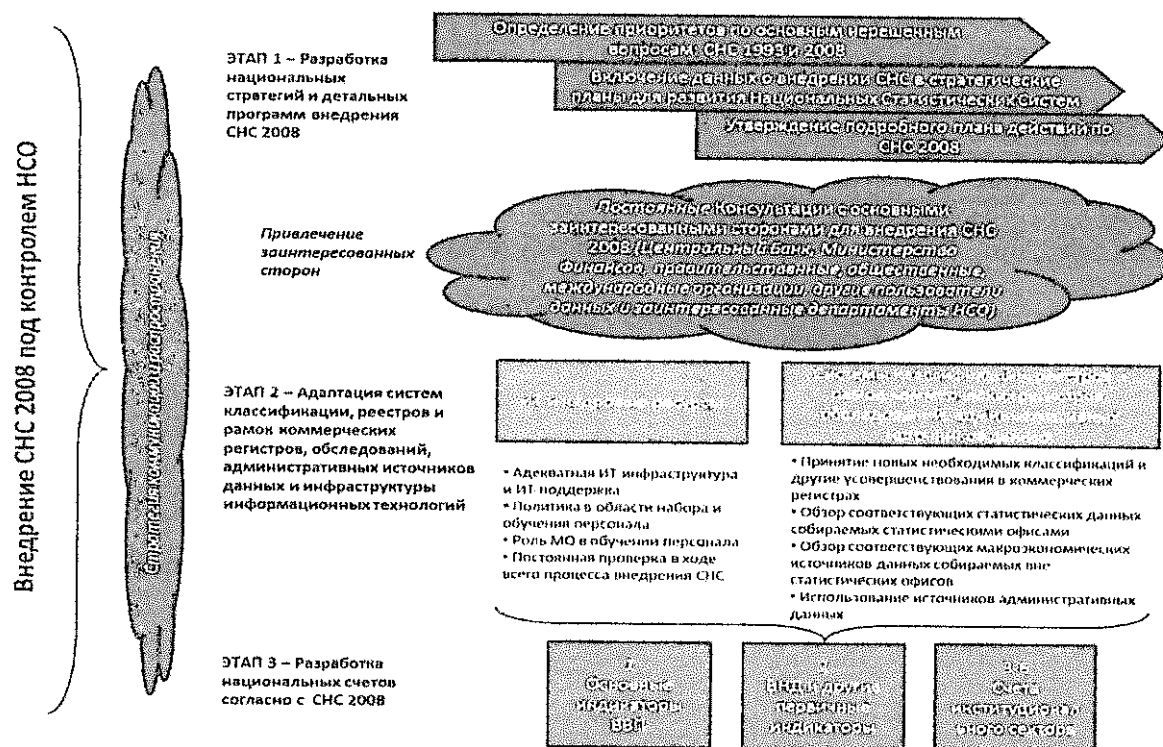 Внедрение СНС 2008 под контролем НСО
Стратегия коммуникации и распространения
ЭТАП 1 – Разработка
национальных
стратегий и детальных
программ внедрения
СНС 2008
Определение приоритетов по основным нерешенным
вопросам СНС 1993 и 2008
Включение данных о внедрении СНС в стратегические
планы для развития Национальных Статистических Систем
Утверждение подробного плана действий по
СНС 2008
Привлечение
заинтересованных
сторон
Постоянные Консультации с основными
заинтересованными сторонами для внедрения СНС
2008 (Центральный Банк, Министерство
Финансов, правительственные, общественные,
международные организации, другие пользователи
данных и заинтересованные департаменты НСО)
ЭТАП 2 – Адаптация систем
классификации, реестров и
рамок коммерческих
регистров, обследований,
административных источников
данных и инфраструктуры
информационных технологий
• Адекватная ИТ инфраструктура
и ИТ поддержка
• Политика в области набора и
обучения персонала
• Роль МО в обучении персонала
• Постоянная проверка в ходе
всего процесса внедрения СНС
• Принятие новых необходимых классификаций и
другие усовершенствования в коммерческих
регистрах
• Обзор соответствующих статистических данных
собираемых статистическими офисами
• Обзор соответствующих макроэкономических
источников данных собираемых вне
статистических офисов
• Использование источников административных
данных
ЭТАП 3 – Разработка
национальных счетов
согласно с СНС 2008
Основные
индикаторы
ВВП
ВНД и другие
первичные
индикаторы
Счета
институционал
ьного сектора